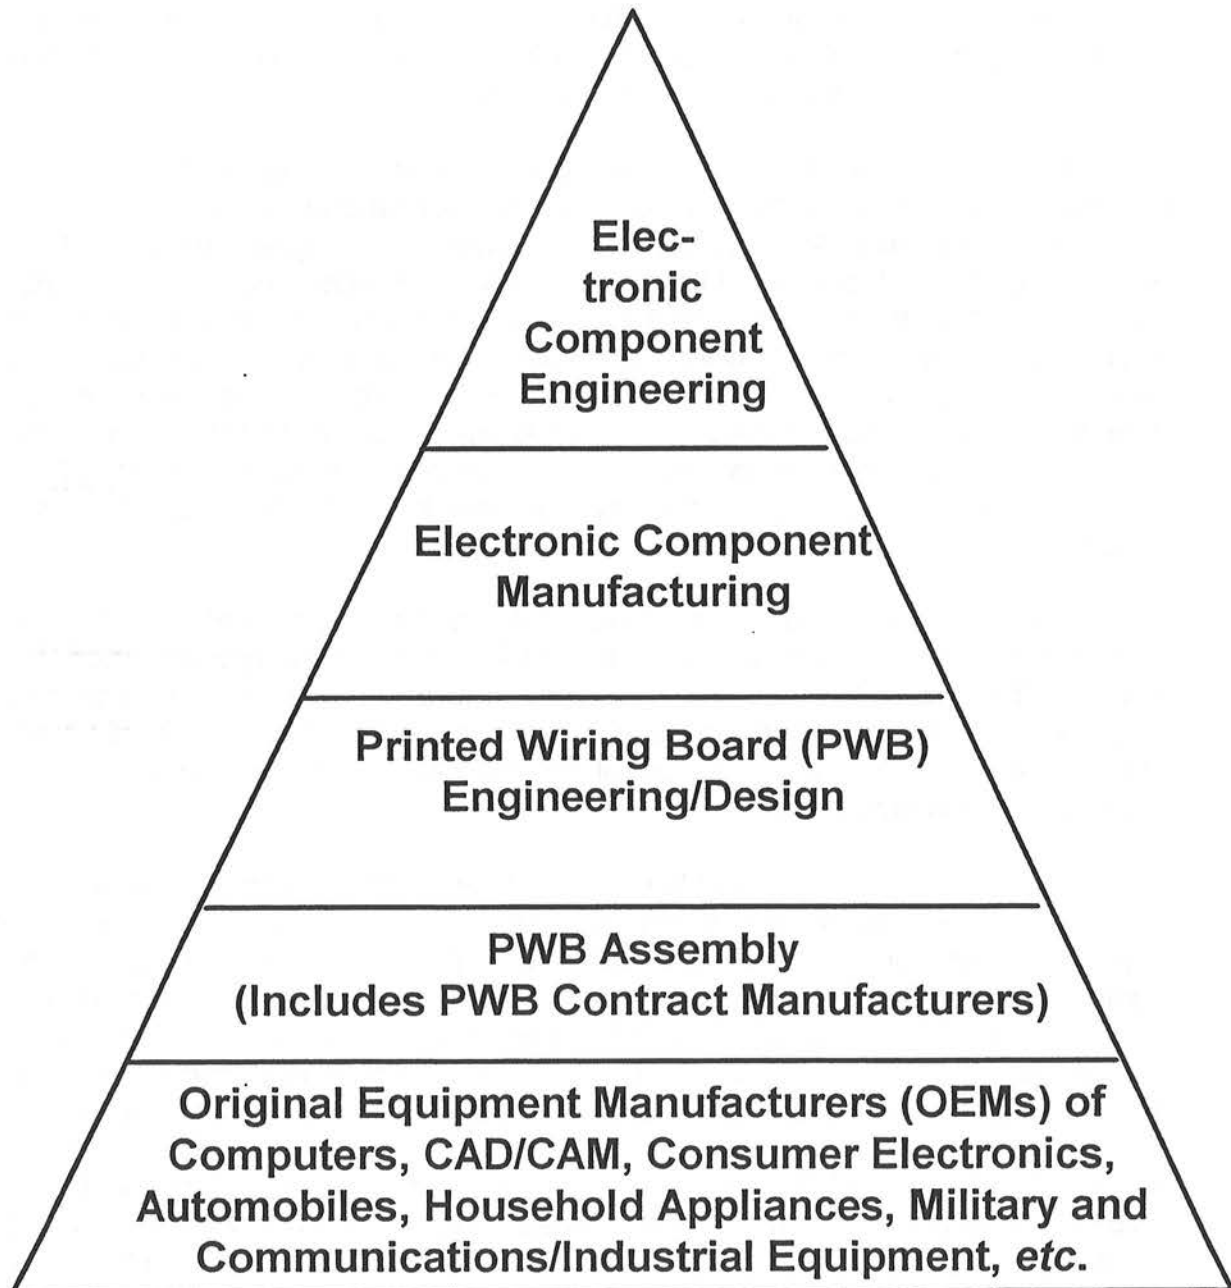 Elec-
tronic
Component
Engineering
Electronic Component
Manufacturing
Printed Wiring Board (PWB)
Engineering/Design
PWB Assembly
(Includes PWB Contract Manufacturers)
Original Equipment Manufacturers (OEMs) of
Computers, CAD/CAM, Consumer Electronics,
Automobiles, Household Appliances, Military and
Communications/Industrial Equipment, etc.